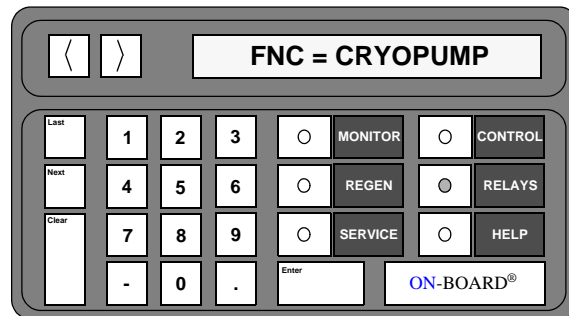 〈 〉 FNC = CRYOPUMP
Last 1 2 3 MONITOR CONTROL
Next 4 5 6 REGEN RELAYS
Clear 7 8 9 SERVICE HELP
- 0 . Enter ON-BOARD®